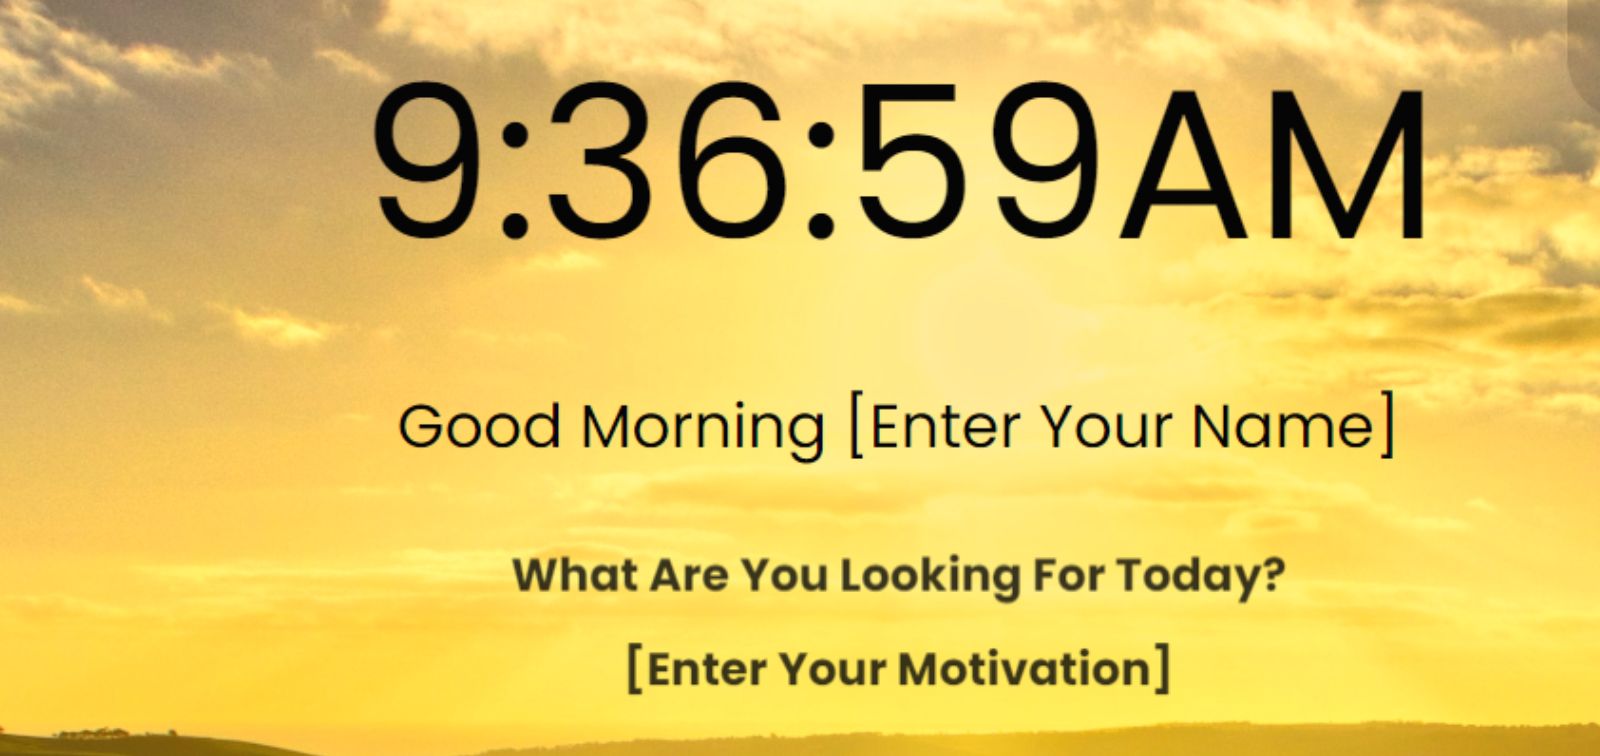 9:36:59AM
Good Morning [Enter Your Name]
What Are You Looking For Today?
[Enter Your Motivation]